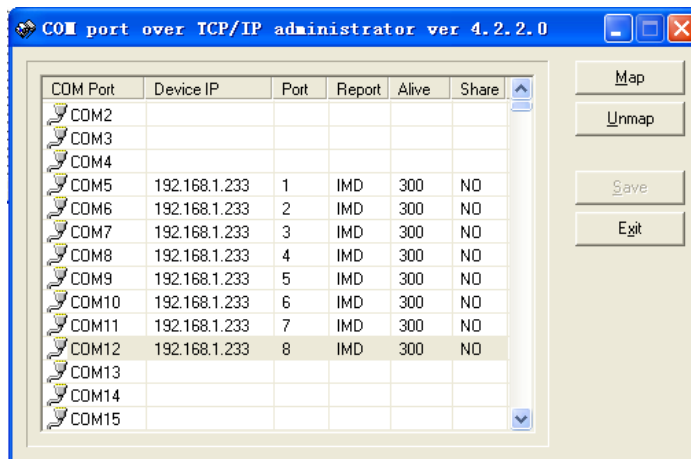 COM port over TCP/IP administrator ver 4.2.2.0
COM Port Device IP Port Report Alive Share
COM2
COM3
COM4
COM5 192.168.1.233 1 IMD 300 NO
COM6 192.168.1.233 2 IMD 300 NO
COM7 192.168.1.233 3 IMD 300 NO
COM8 192.168.1.233 4 IMD 300 NO
COM9 192.168.1.233 5 IMD 300 NO
COM10 192.168.1.233 6 IMD 300 NO
COM11 192.168.1.233 7 IMD 300 NO
COM12 192.168.1.233 8 IMD 300 NO
COM13
COM14
COM15
Map
Unmap
Save
Exit